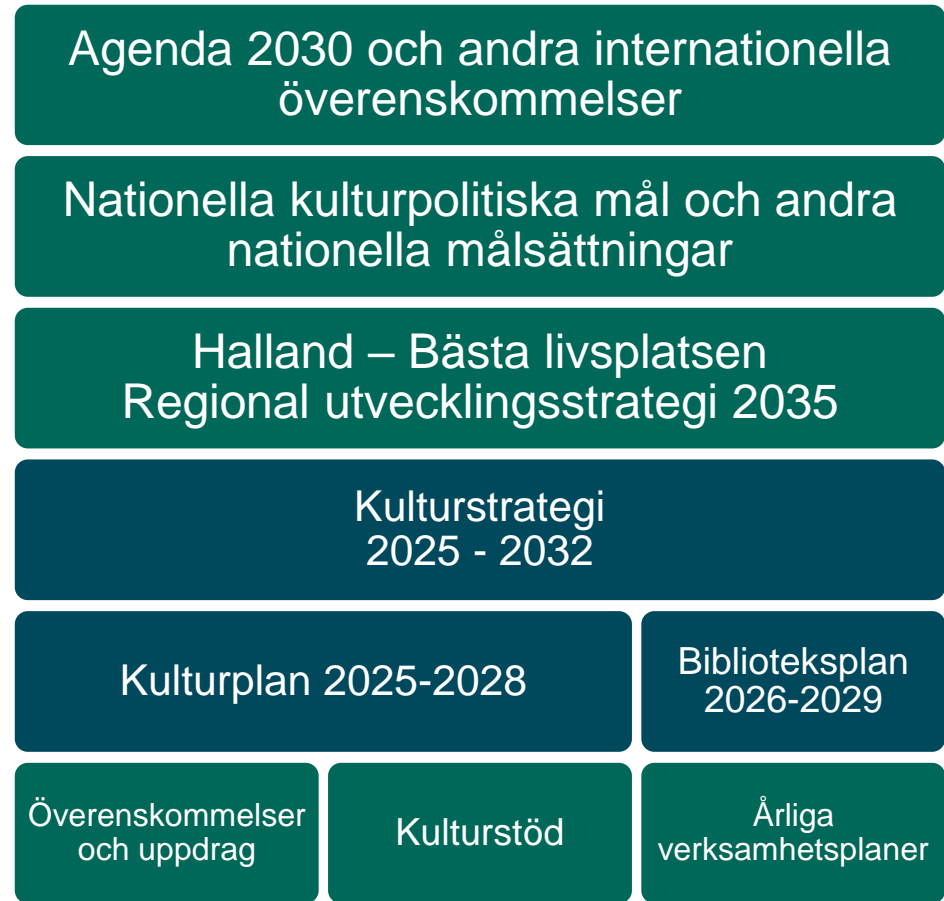 Agenda 2030 och andra internationella
överenskommelser
Nationella kulturpolitiska mål och andra
nationella målsättningar
Halland – Bästa livsplatsen
Regional utvecklingsstrategi 2035
Kulturstrategi
2025 - 2032
Kulturplan 2025-2028
Biblioteksplan
2026-2029
Överenskommelser
och uppdrag
Kulturstöd
Årliga
verksamhetsplaner